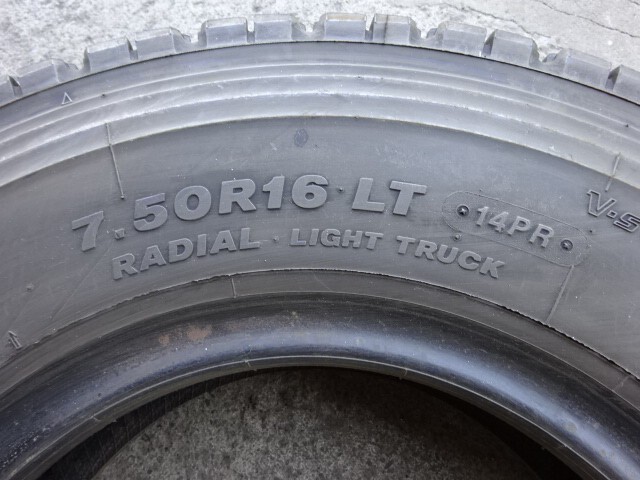 7.50R16 LT 14PR V·S
RADIAL · LIGHT TRUCK